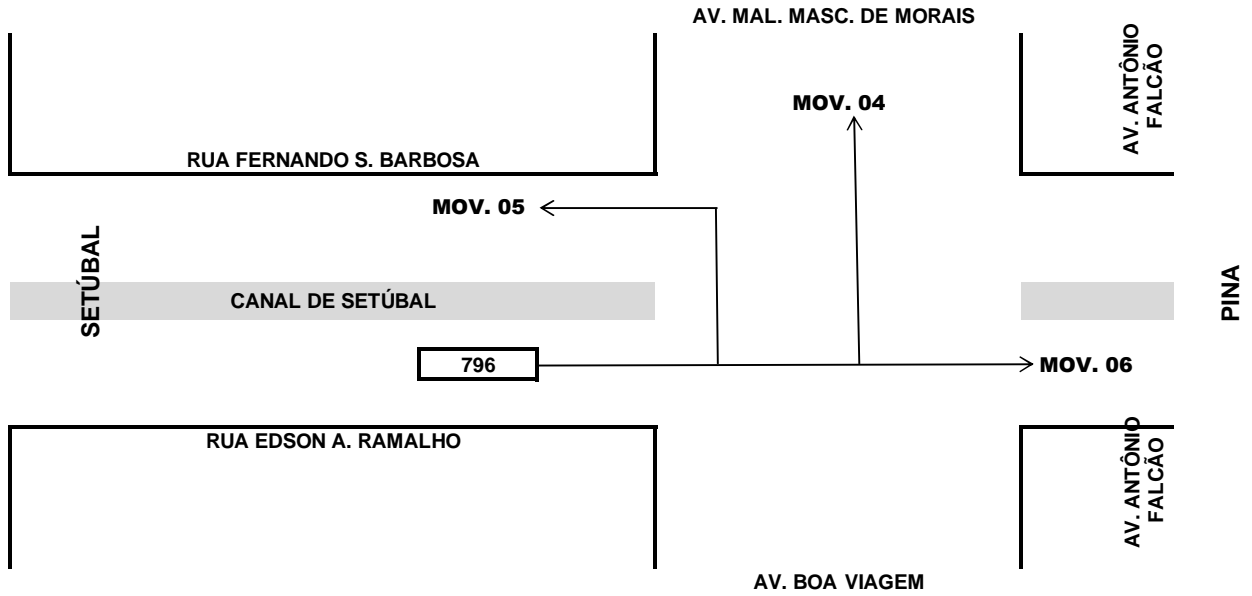 AV. MAL. MASC. DE MORAIS
AV. ANTÔNIO
FALCÃO
MOV. 04
RUA FERNANDO S. BARBOSA
MOV. 05
SETÚBAL
CANAL DE SETÚBAL
PINA
796
MOV. 06
RUA EDSON A. RAMALHO
AV. ANTÔNIO
FALCÃO
AV. BOA VIAGEM